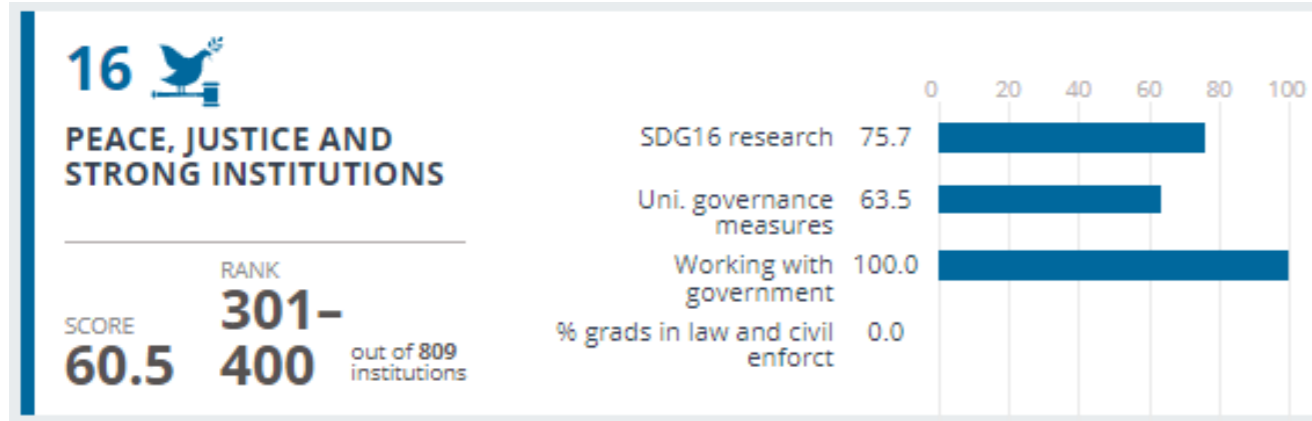 16
PEACE, JUSTICE AND
STRONG INSTITUTIONS
SCORE
60.5
RANK
301–
400
out of 809
institutions
0 20 40 60 80 100
SDG16 research 75.7
Uni. governance 63.5
measures
Working with 100.0
government
% grads in law and civil 0.0
enforct